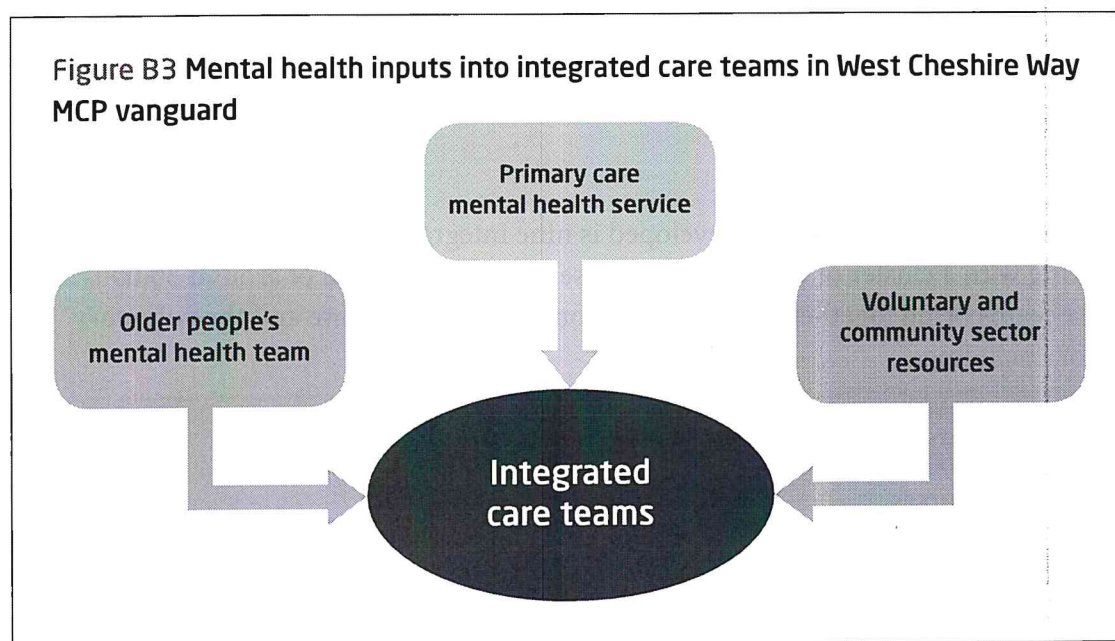 Figure B3 Mental health inputs into integrated care teams in West Cheshire Way
MCP vanguard
Primary care
mental health service
Older people's
mental health team
Voluntary and
community sector
resources
Integrated
care teams